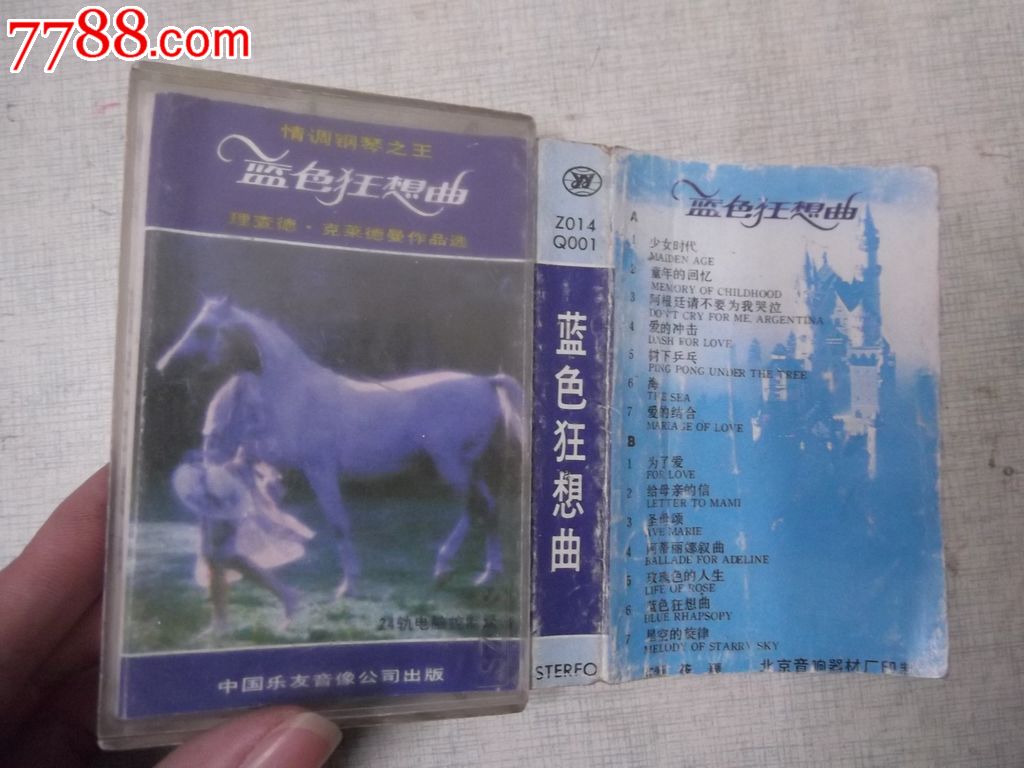 7788.com
情调钢琴之王
蓝色狂想曲
理查德·克莱德曼作品选
24轨电脑
中国乐友音像公司出版
Z014
Q001
蓝色狂想曲
STEREO
蓝色狂想曲
A
1 少女时代
MAIDEN AGE
2 童年的回忆
MEMORY OF CHILDHOOD
3 阿根廷请不要为我哭泣
DON'T CRY FOR ME, ARGENTINA
4 爱的冲击
DASH FOR LOVE
5 树下乒乓
PING PONG UNDER THE TREE
6 海
THE SEA
7 爱的结合
MARIAGE OF LOVE
B
1 为了爱
FOR LOVE
2 给母亲的信
LETTER TO MAMI
3 圣母颂
AVE MARIE
4 阿蒂丽娜叙曲
BALLADE FOR ADELINE
5 玫瑰色的人生
LIFE OF ROSE
6 蓝色狂想曲
BLUE RHAPSOPY
7 星空的旋律
MELODY OF STARRY SKY
北京音响器材厂印制